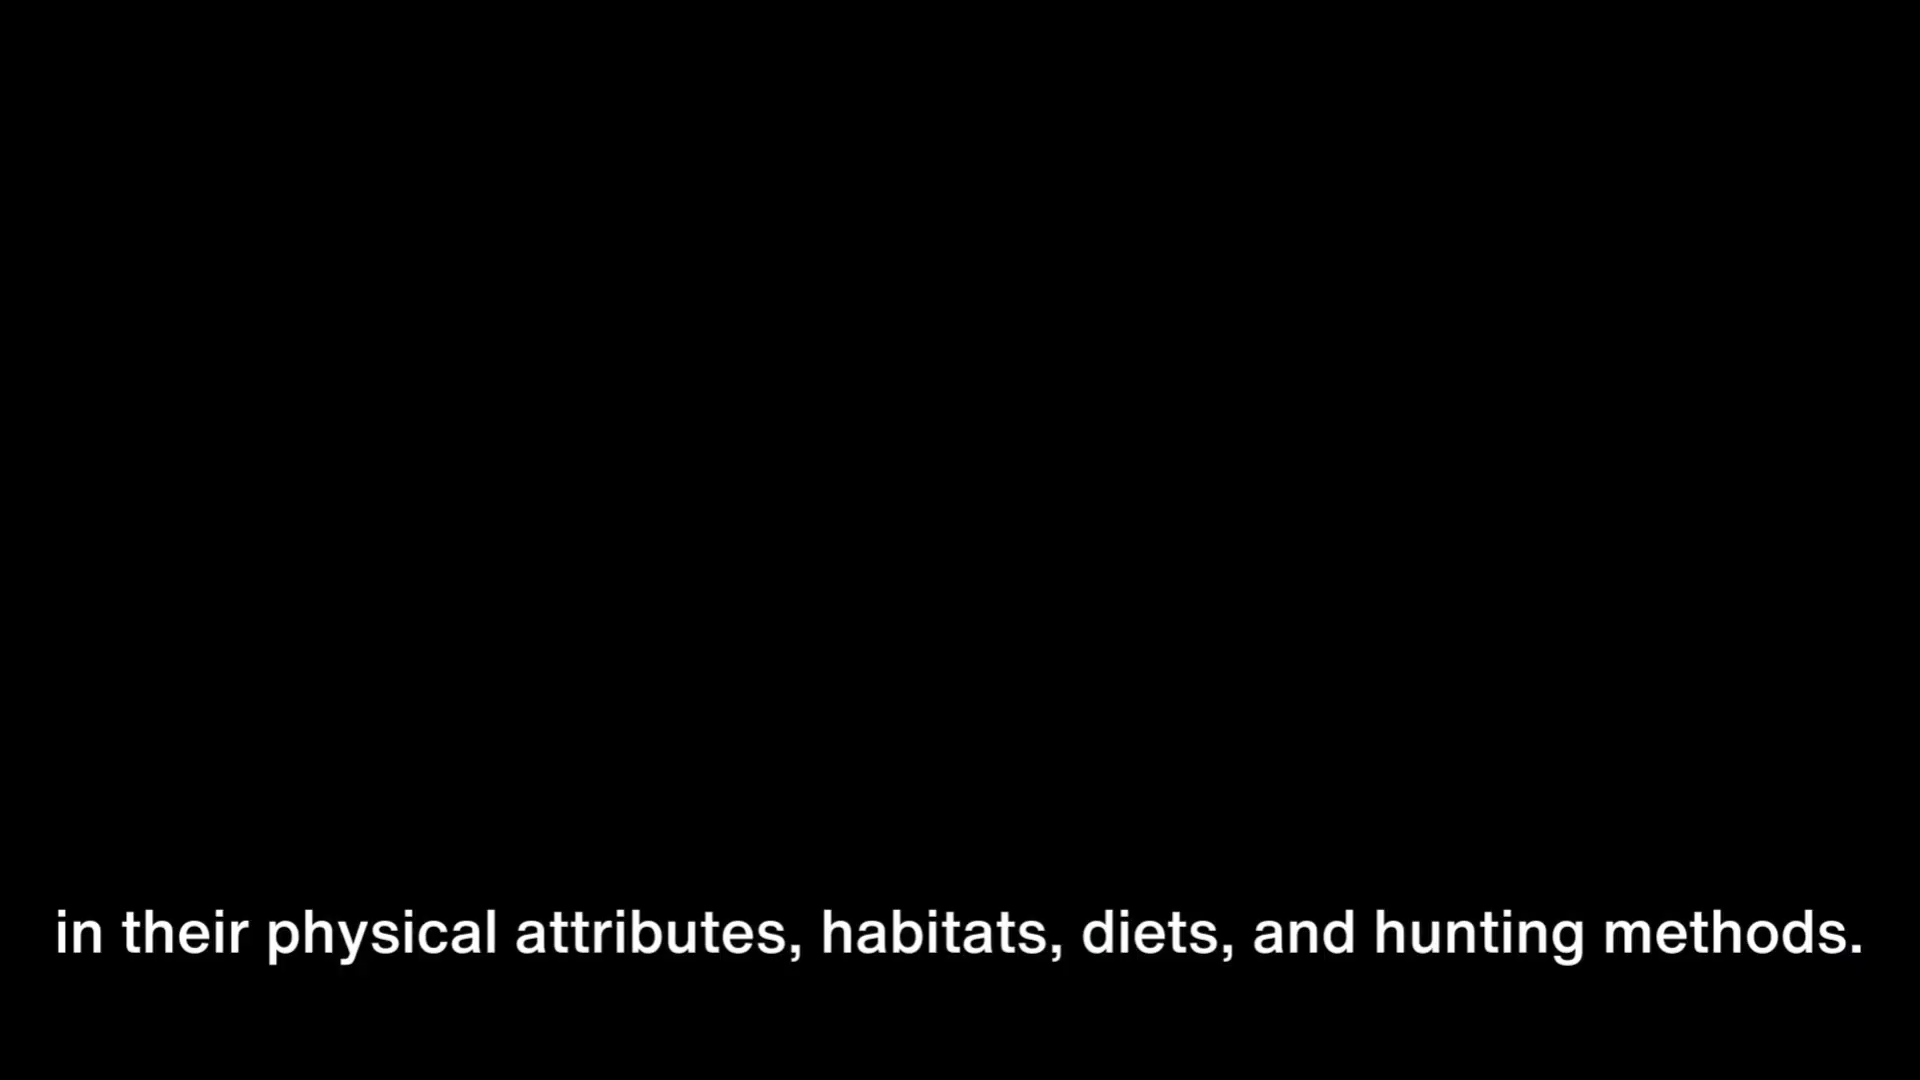 in their physical attributes, habitats, diets, and hunting methods.